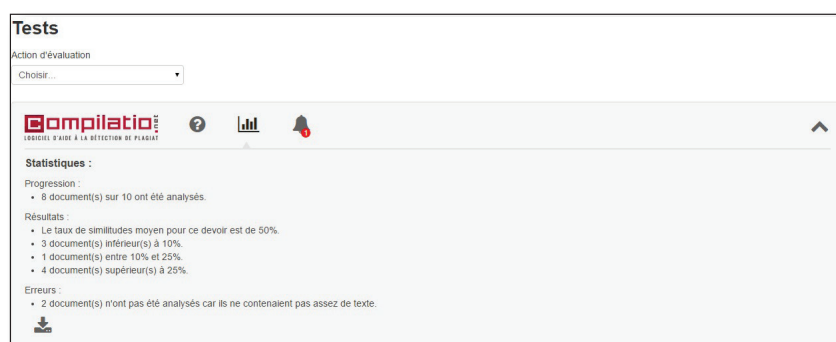 Tests
Action d'évaluation
Choisir...
Compilatio.net
LOGICIEL D'AIDE À LA DÉTECTION DE PLAGIAT
1
Statistiques :
Progression :
8 document(s) sur 10 ont été analysés.
Résultats :
Le taux de similitudes moyen pour ce devoir est de 50%.
3 document(s) inférieur(s) à 10%.
1 document(s) entre 10% et 25%.
4 document(s) supérieur(s) à 25%.
Erreurs :
2 document(s) n'ont pas été analysés car ils ne contenaient pas assez de texte.